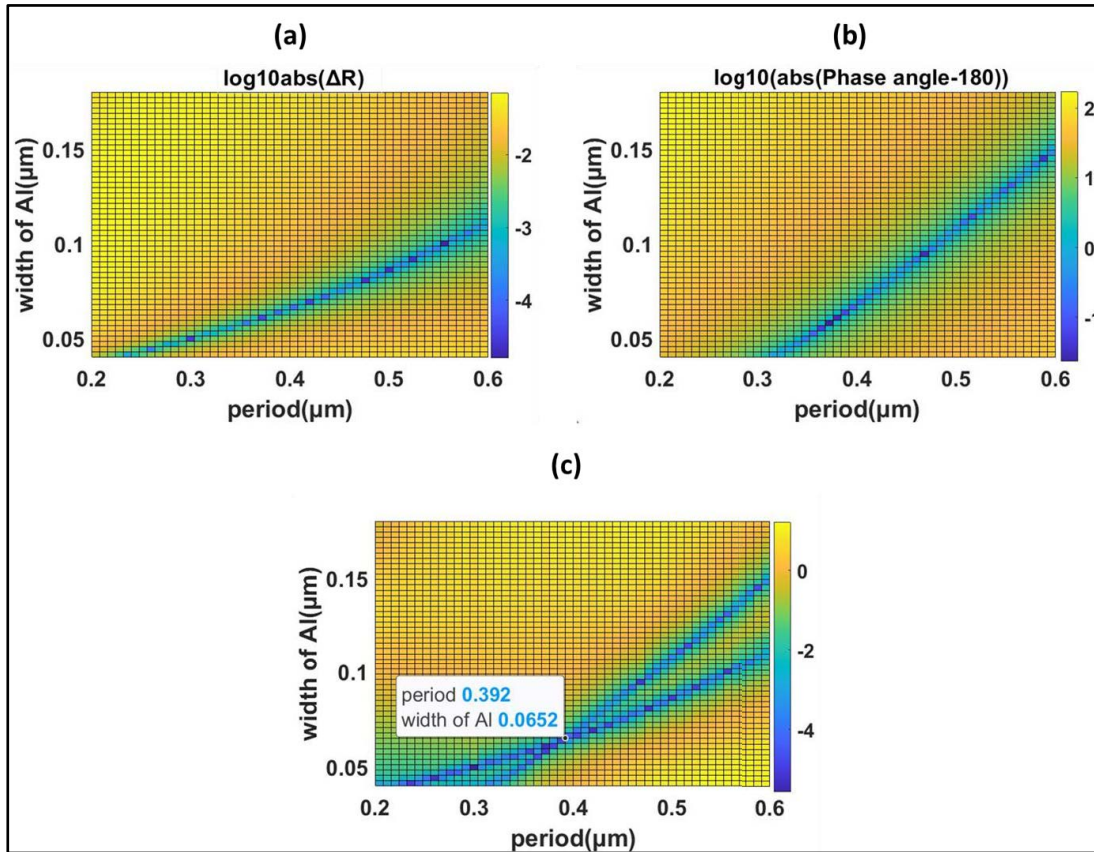 (a)
log10abs(ΔR)
width of Al(μm)
0.15
0.1
0.05
0.2 0.3 0.4 0.5 0.6
period(μm)
-2
-3
-4
(b)
log10(abs(Phase angle-180))
width of Al(μm)
0.15
0.1
0.05
0.2 0.3 0.4 0.5 0.6
period(μm)
2
1
0
-1
(c)
width of Al(μm)
0.15
0.1
0.05
period 0.392
width of Al 0.0652
0.2 0.3 0.4 0.5 0.6
period(μm)
0
-2
-4